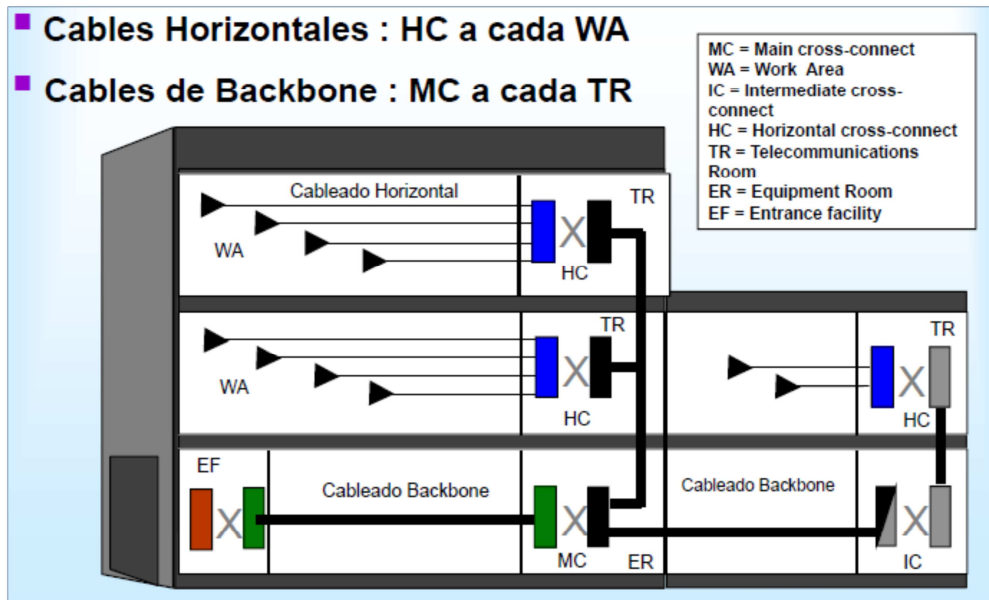 Cables Horizontales : HC a cada WA
Cables de Backbone : MC a cada TR
MC = Main cross-connect
WA = Work Area
IC = Intermediate cross-
connect
HC = Horizontal cross-connect
TR = Telecommunications
Room
ER = Equipment Room
EF = Entrance facility
Cableado Horizontal
TR
WA
X
HC
TR
WA
X
HC
TR
X
HC
EF
X
Cableado Backbone
X
MC
ER
Cableado Backbone
X
IC